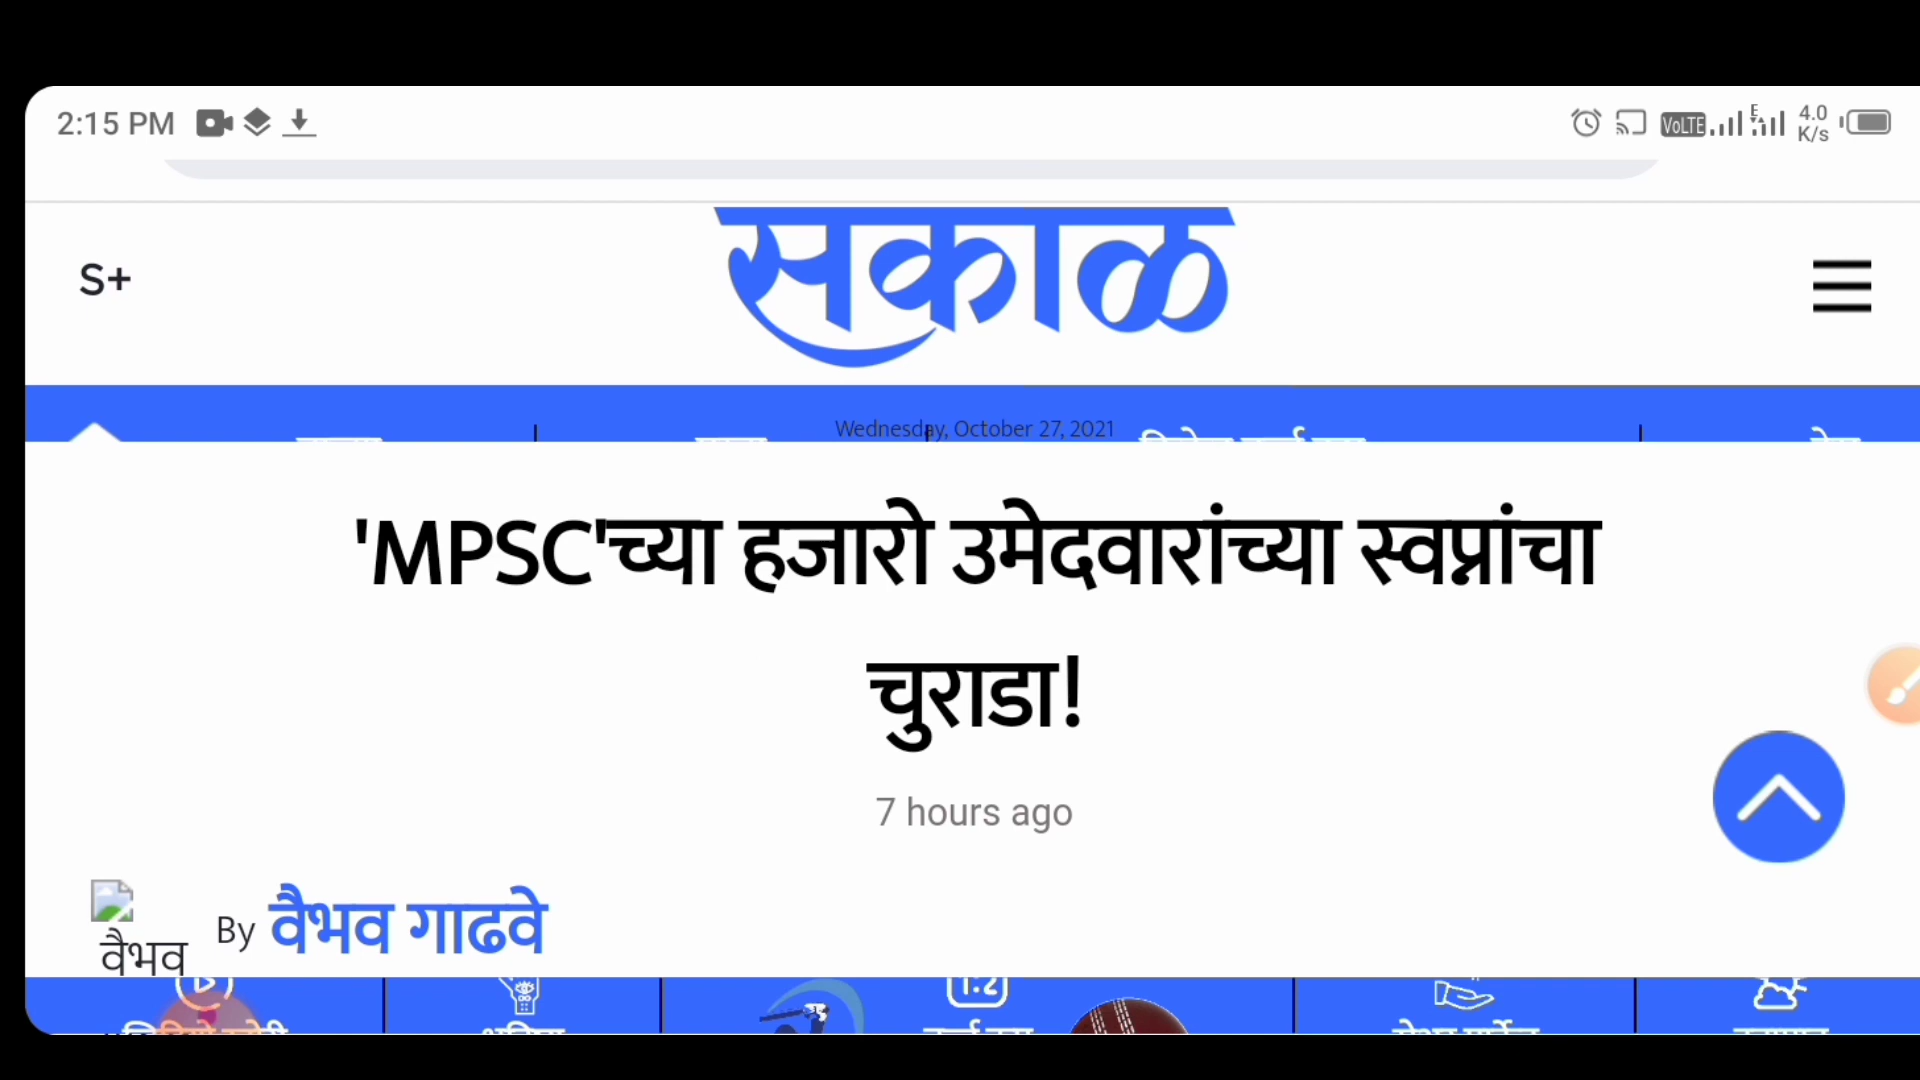 2:15 PM
VoLTE
4.0
K/s
S+
सकाळ
Wednesday, October 27, 2021
'MPSC'च्या हजारो उमेदवारांच्या स्वप्नांचा
चुराडा!
7 hours ago
By वैभव गाढवे
वैभव